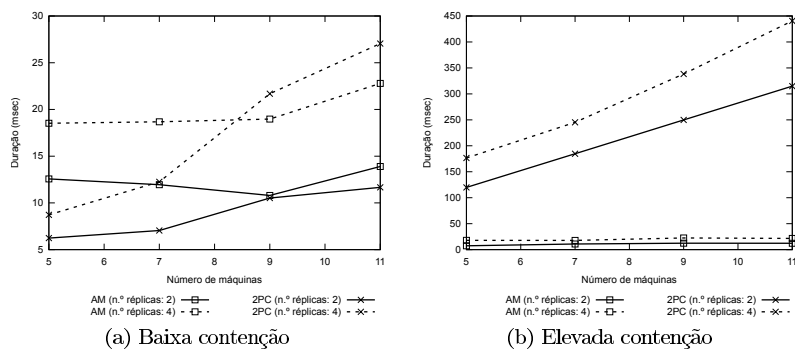 30
25
20
15
10
5
Duração (msec)
5 6 7 8 9 10 11
Número de máquinas
AM (n.º réplicas: 2)
AM (n.º réplicas: 4)
2PC (n.º réplicas: 2)
2PC (n.º réplicas: 4)
(a) Baixa contenção
450
400
350
300
250
200
150
100
50
0
Duração (msec)
5 6 7 8 9 10 11
Número de máquinas
AM (n.º réplicas: 2)
AM (n.º réplicas: 4)
2PC (n.º réplicas: 2)
2PC (n.º réplicas: 4)
(b) Elevada contenção